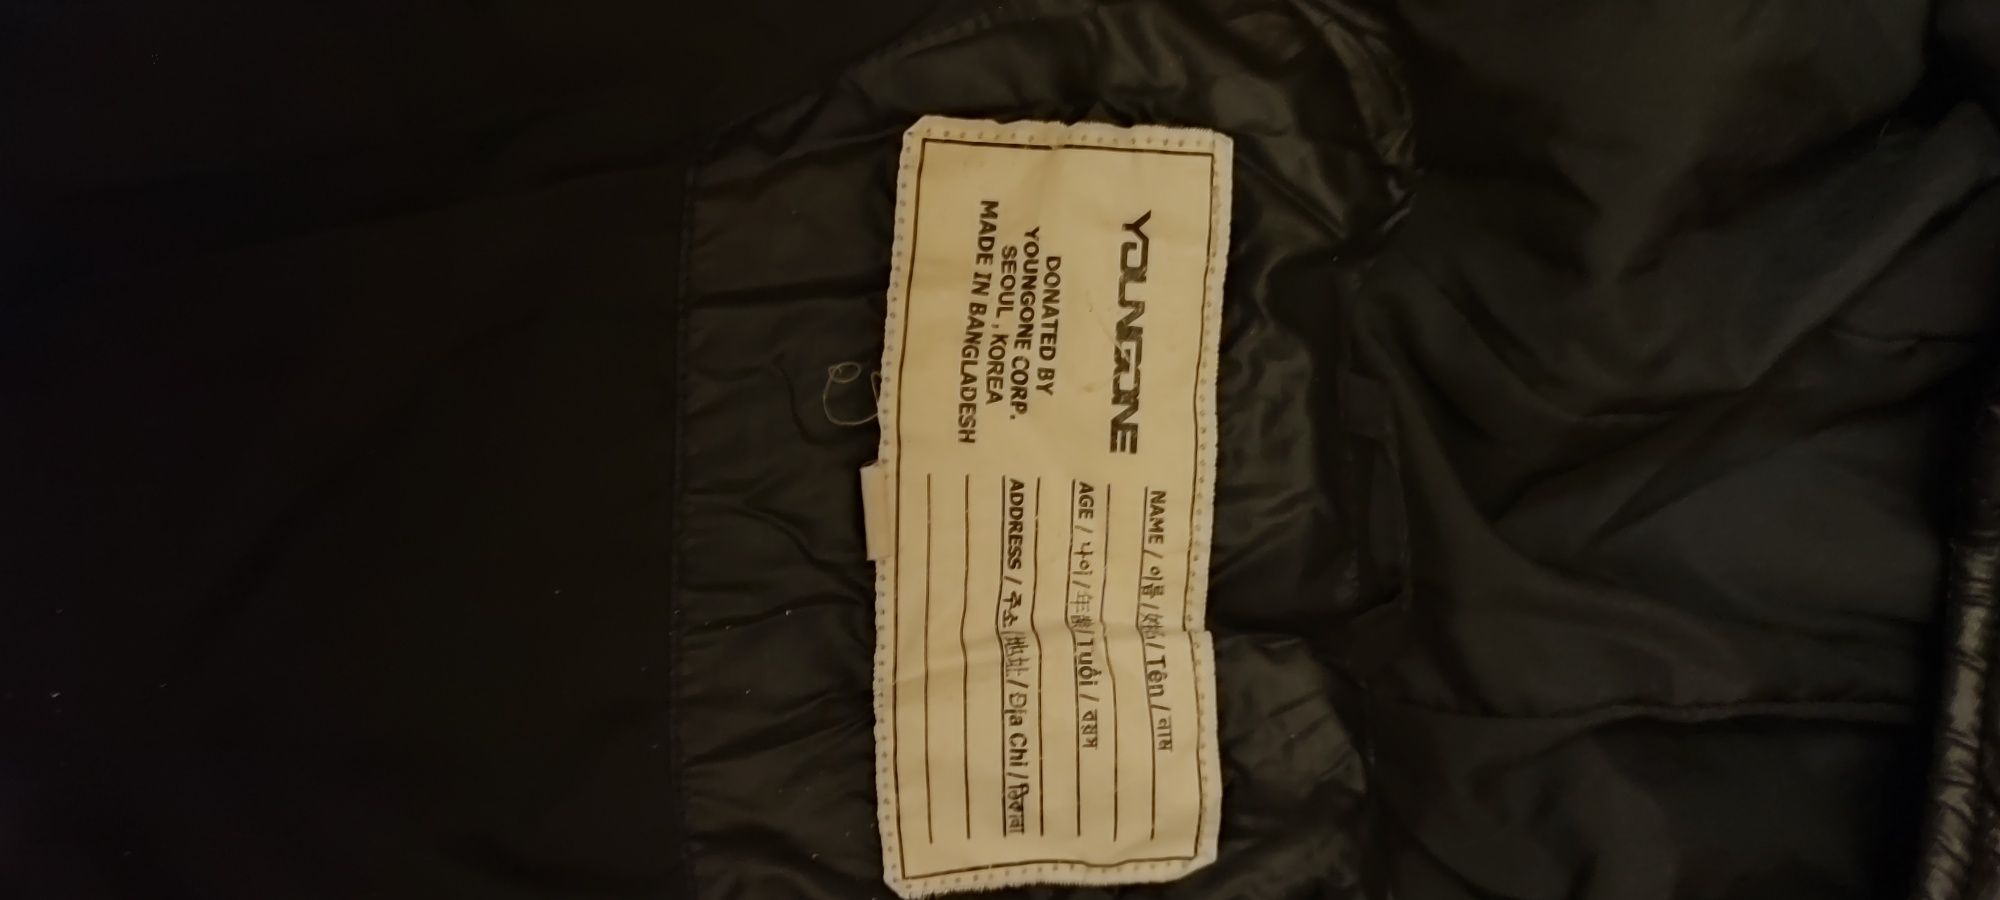 YOUNGONE
DONATED BY
YOUNGONE CORP.
SEOUL, KOREA
MADE IN BANGLADESH
NAME / 이름 / 姓名 / Tên / নাম
AGE / 나이 / 年歲 / Tuổi / বয়স
ADDRESS / 주소 / 地址 / Địa Chỉ / ঠিকানা